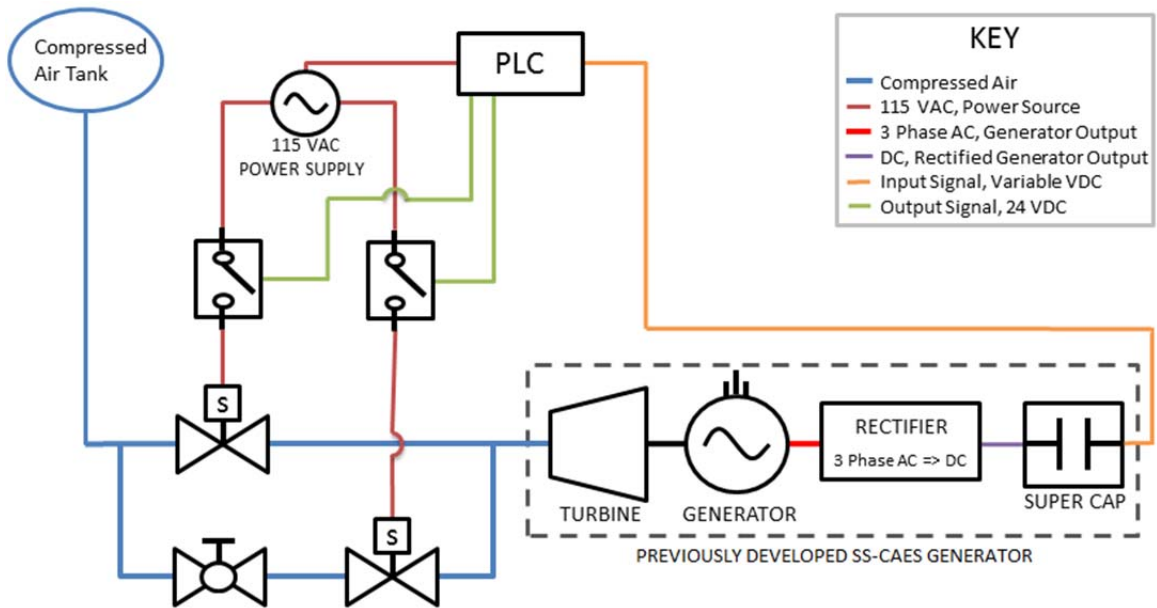 Compressed
Air Tank
PLC
115 VAC
POWER SUPPLY
KEY
Compressed Air
115 VAC, Power Source
3 Phase AC, Generator Output
DC, Rectified Generator Output
Input Signal, Variable VDC
Output Signal, 24 VDC
S
S
TURBINE
GENERATOR
RECTIFIER
3 Phase AC => DC
SUPER CAP
PREVIOUSLY DEVELOPED SS-CAES GENERATOR